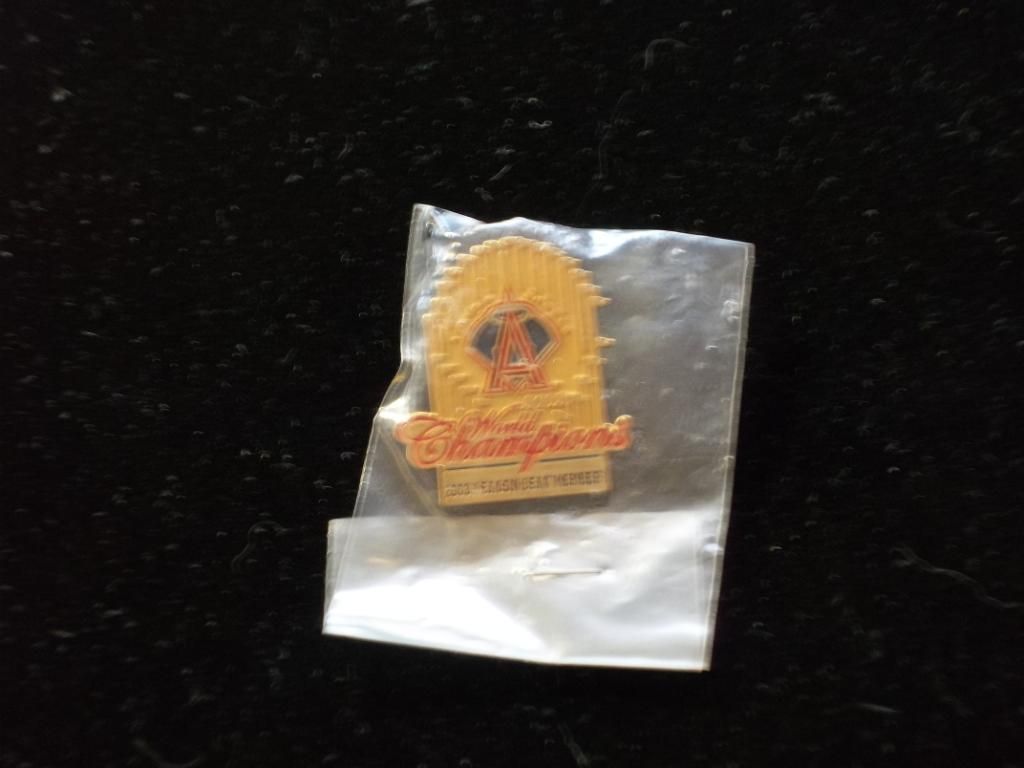 A
World
Champions
2003 SEASON SEAT MEMBER